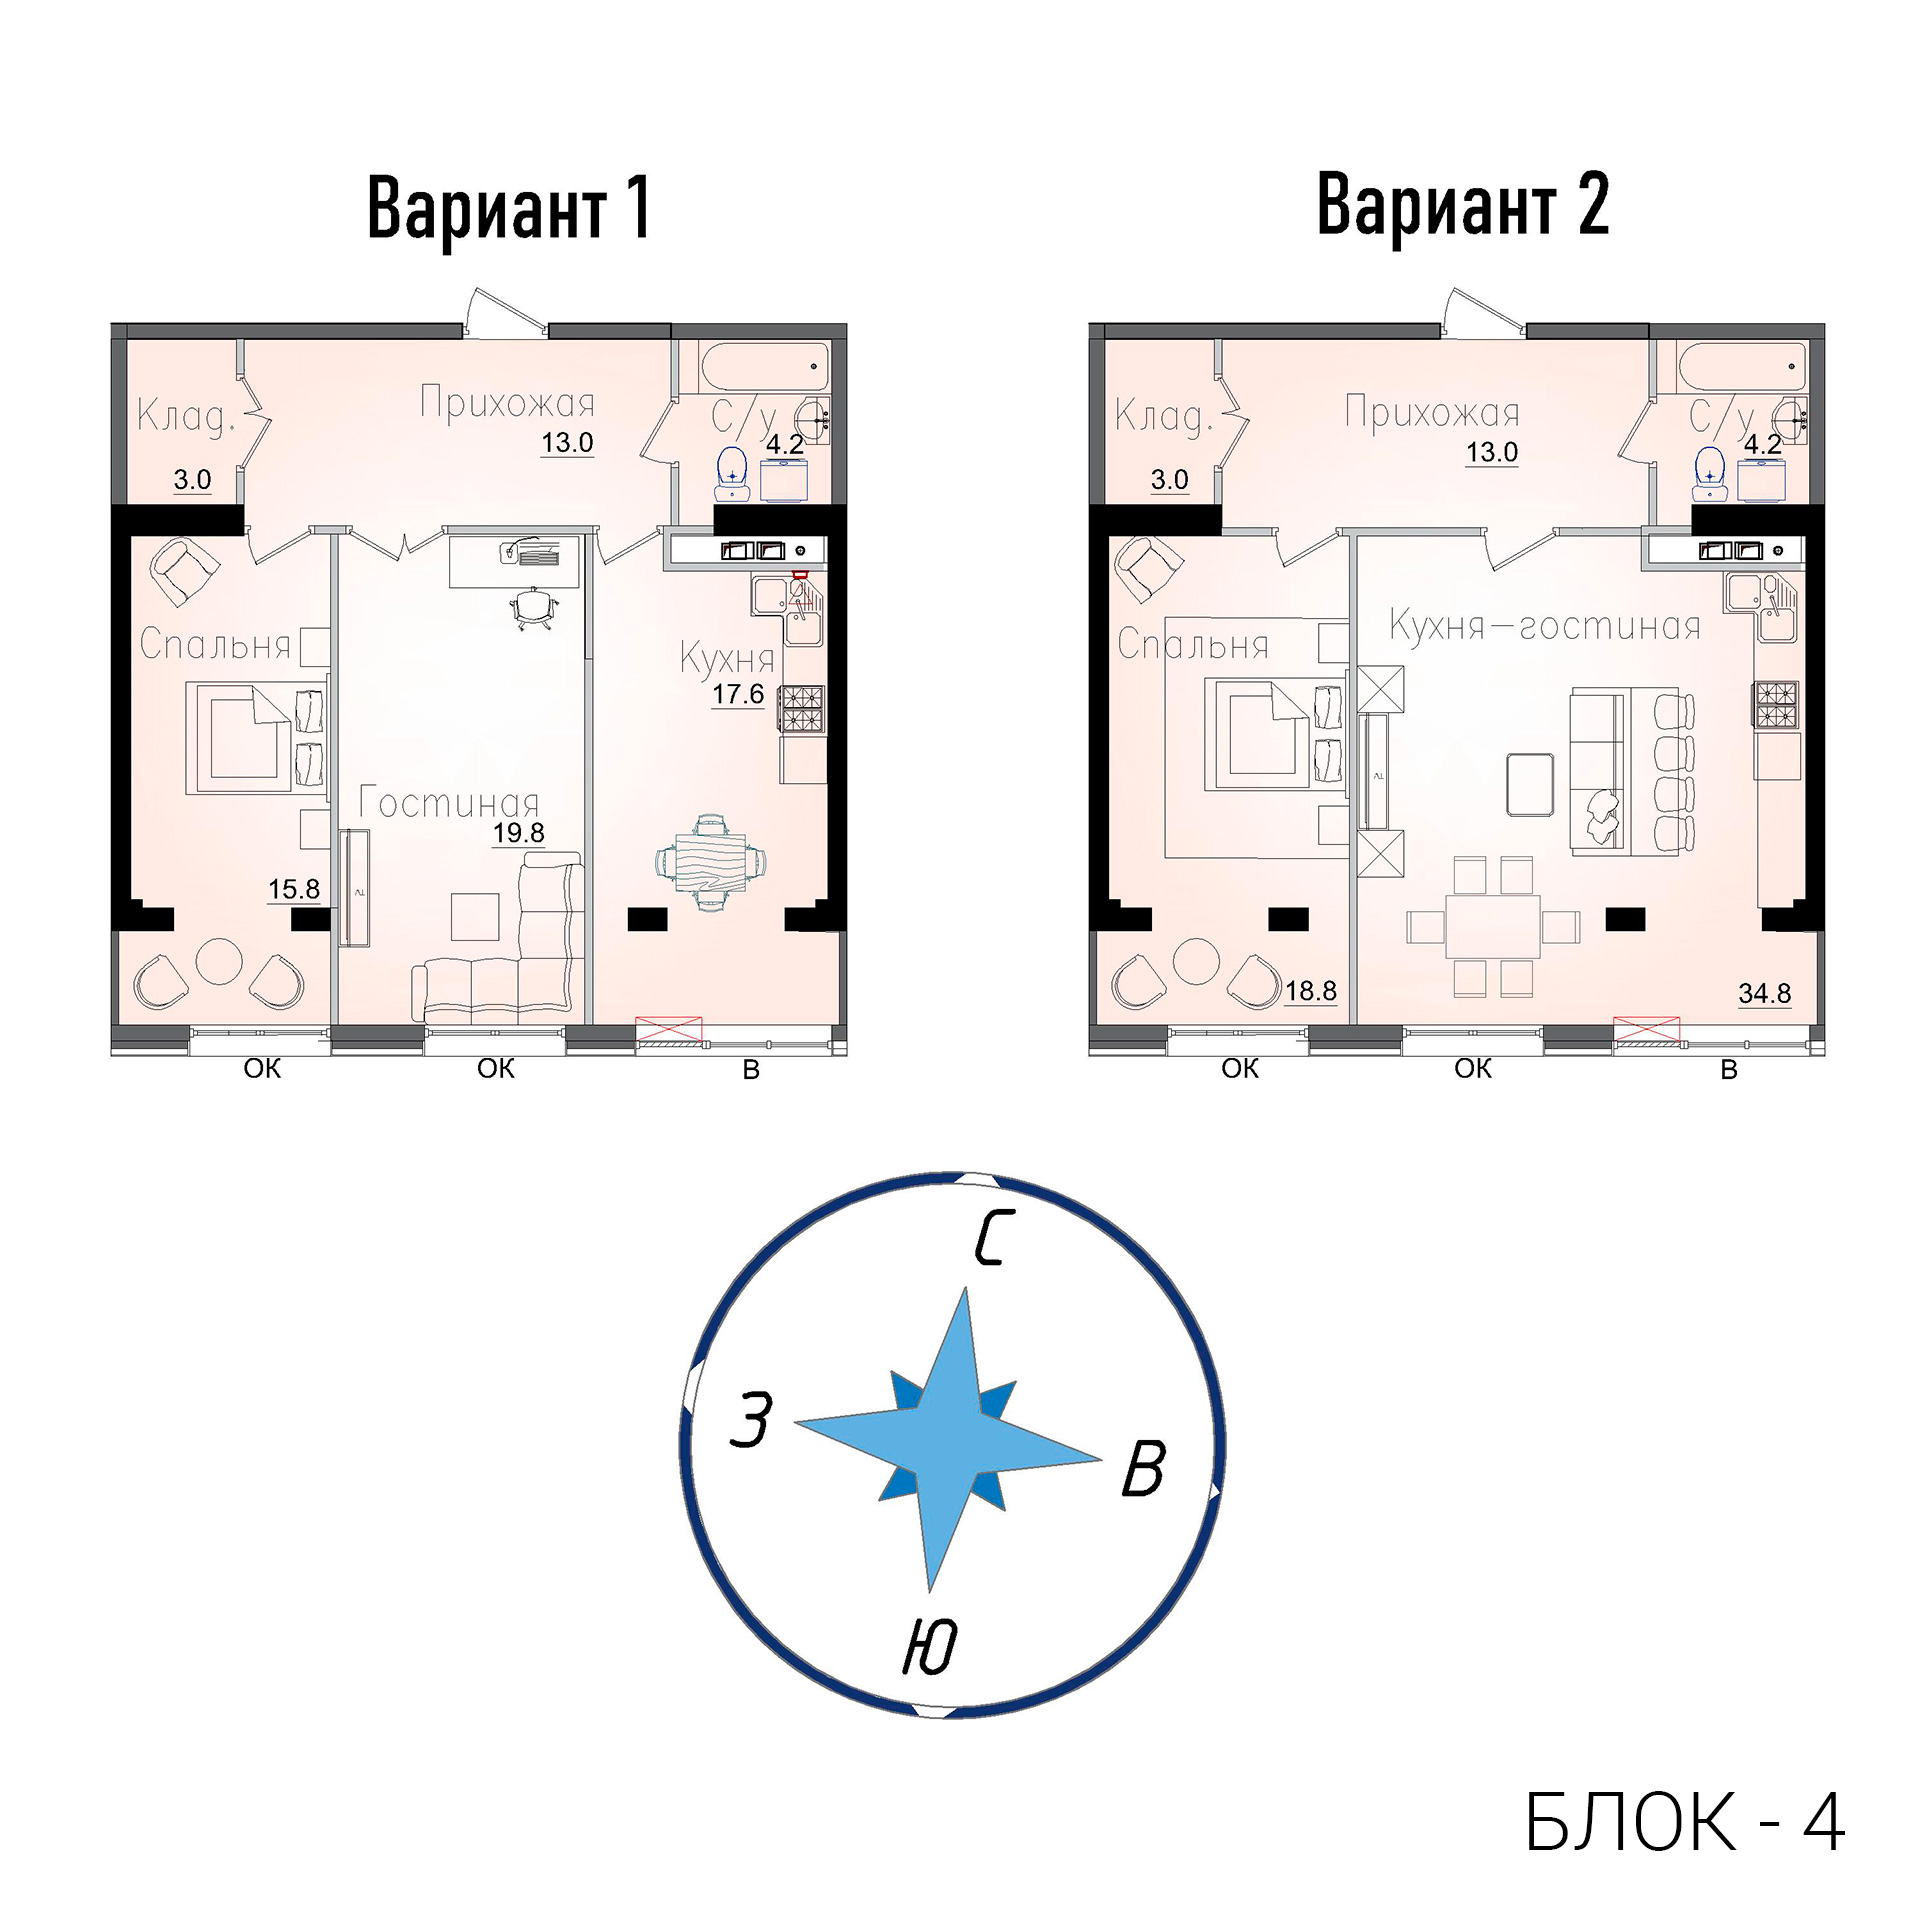 Вариант 1
Клад.
3.0
Прихожая
13.0
С/у
4.2
Спальня
15.8
Гостиная
19.8
Кухня
17.6
TV
ОК
ОК
В
Вариант 2
Клад.
3.0
Прихожая
13.0
С/у
4.2
Спальня
18.8
Кухня-гостиная
34.8
TV
ОК
ОК
В
С
З
В
Ю
БЛОК - 4